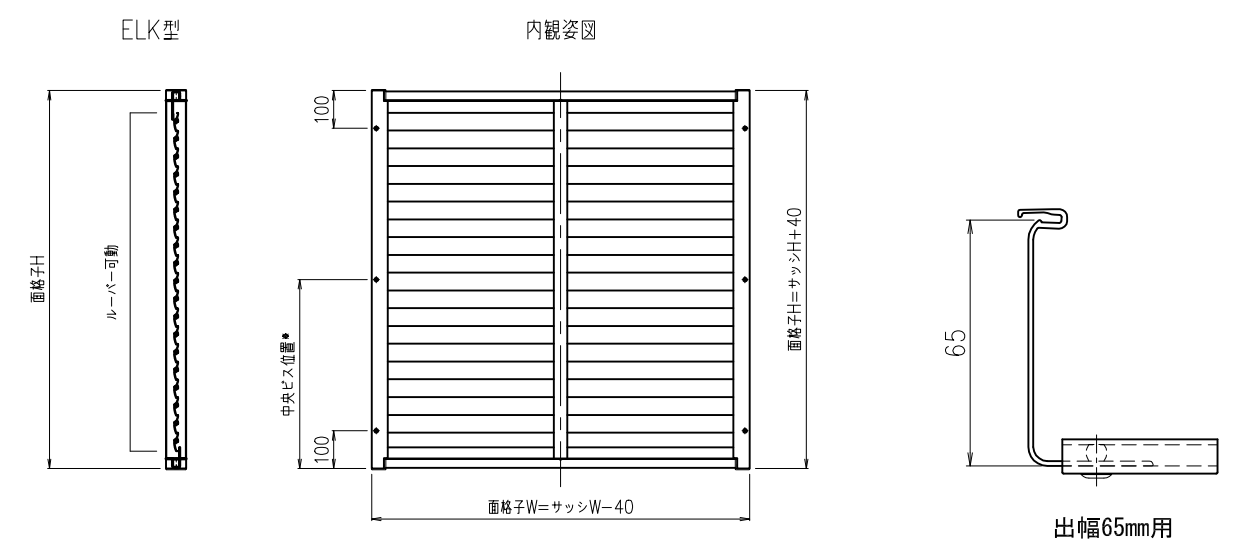 ELK型
内観姿図
100
面格子H
ルーバー可動
中央ビス位置※
100
面格子H=サッシH+40
面格子W=サッシW-40
65
出幅65mm用